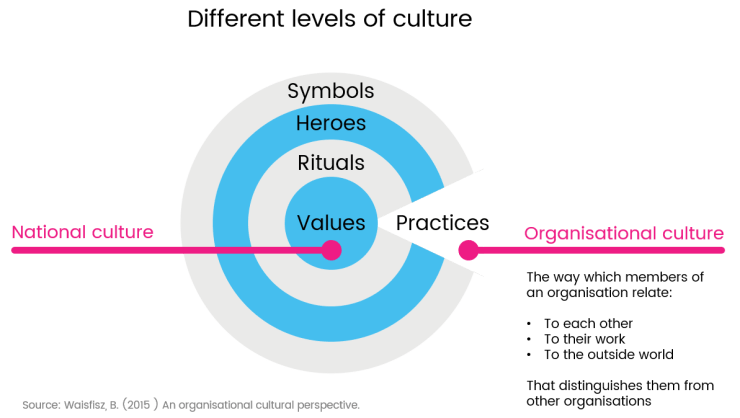 Different levels of culture
Symbols
Heroes
Rituals
Values
Practices
National culture
Organisational culture
The way which members of
an organisation relate:
• To each other
• To their work
• To the outside world
That distinguishes them from
other organisations
Source: Waisfisz, B. (2015 ) An organisational cultural perspective.